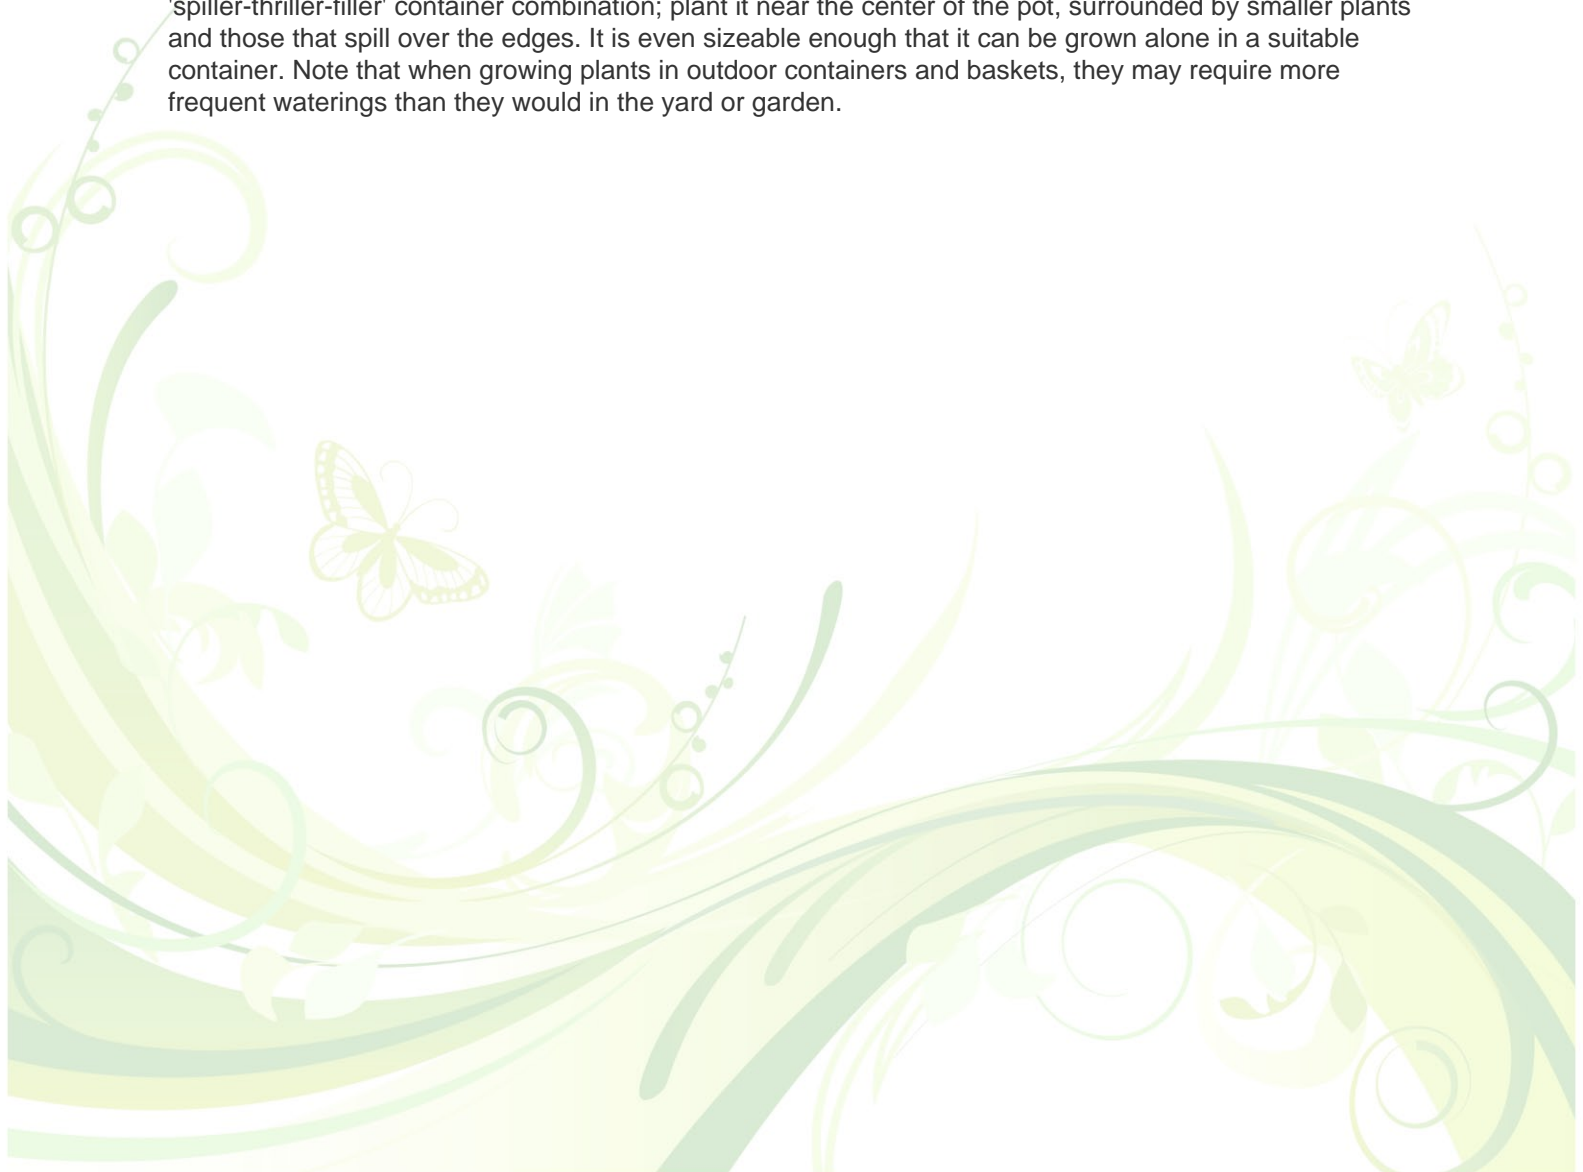 'spiller-thriller-filler' container combination; plant it near the center of the pot, surrounded by smaller plants
and those that spill over the edges. It is even sizeable enough that it can be grown alone in a suitable
container. Note that when growing plants in outdoor containers and baskets, they may require more
frequent waterings than they would in the yard or garden.